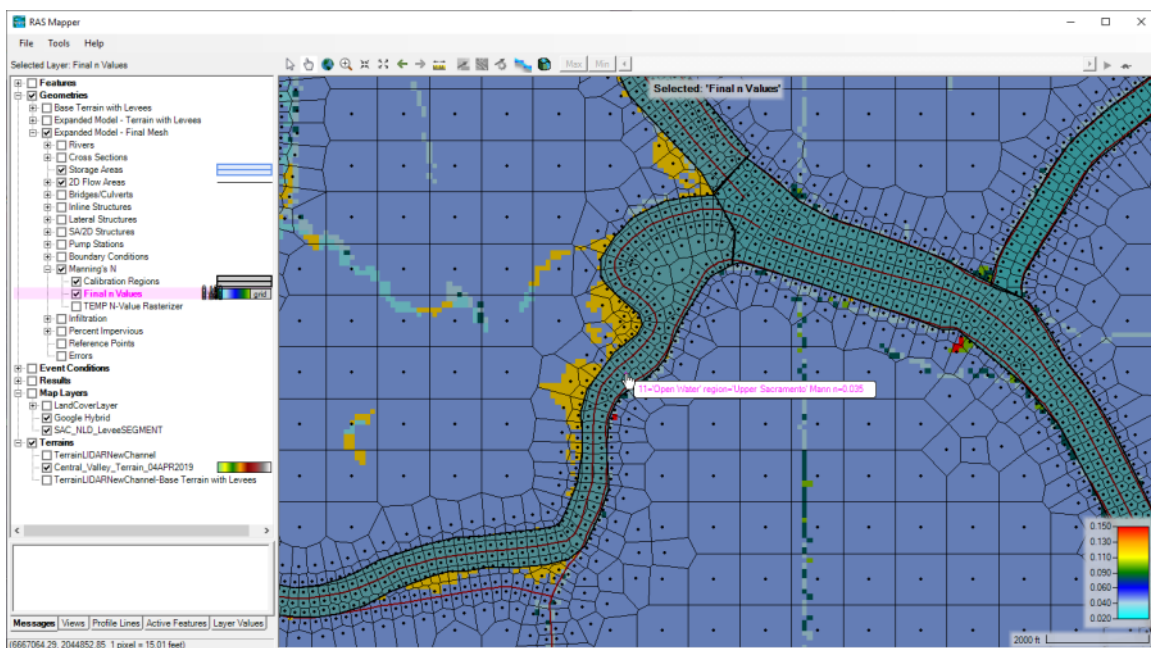 RAS Mapper
File Tools Help
Selected Layer: Final n Values
Max Min
Features
Geometries
Base Terrain with Levees
Expanded Model - Terrain with Levees
Expanded Model - Final Mesh
Rivers
Cross Sections
Storage Areas
2D Flow Areas
Bridges/Culverts
Inline Structures
Lateral Structures
SA/2D Structures
Pump Stations
Boundary Conditions
Manning's N
Calibration Regions
Final n Values grid
TEMP N-Value Rasterizer
Infiltration
Percent Impervious
Reference Points
Errors
Event Conditions
Results
Map Layers
LandCoverLayer
Google Hybrid
SAC_NLD_LeveeSEGMENT
Terrains
TerrainLIDARNewChannel
Central_Valley_Terrain_04APR2019
TerrainLIDARNewChannel-Base Terrain with Levees
Messages Views Profile Lines Active Features Layer Values
(6667064.29, 2044852.85 1 pixel = 15.01 feet)
Selected: 'Final n Values'
11='Open Water' region='Upper Sacramento' Mann n=0.035
0.150
0.130
0.110
0.090
0.060
0.040
0.020
2000 ft